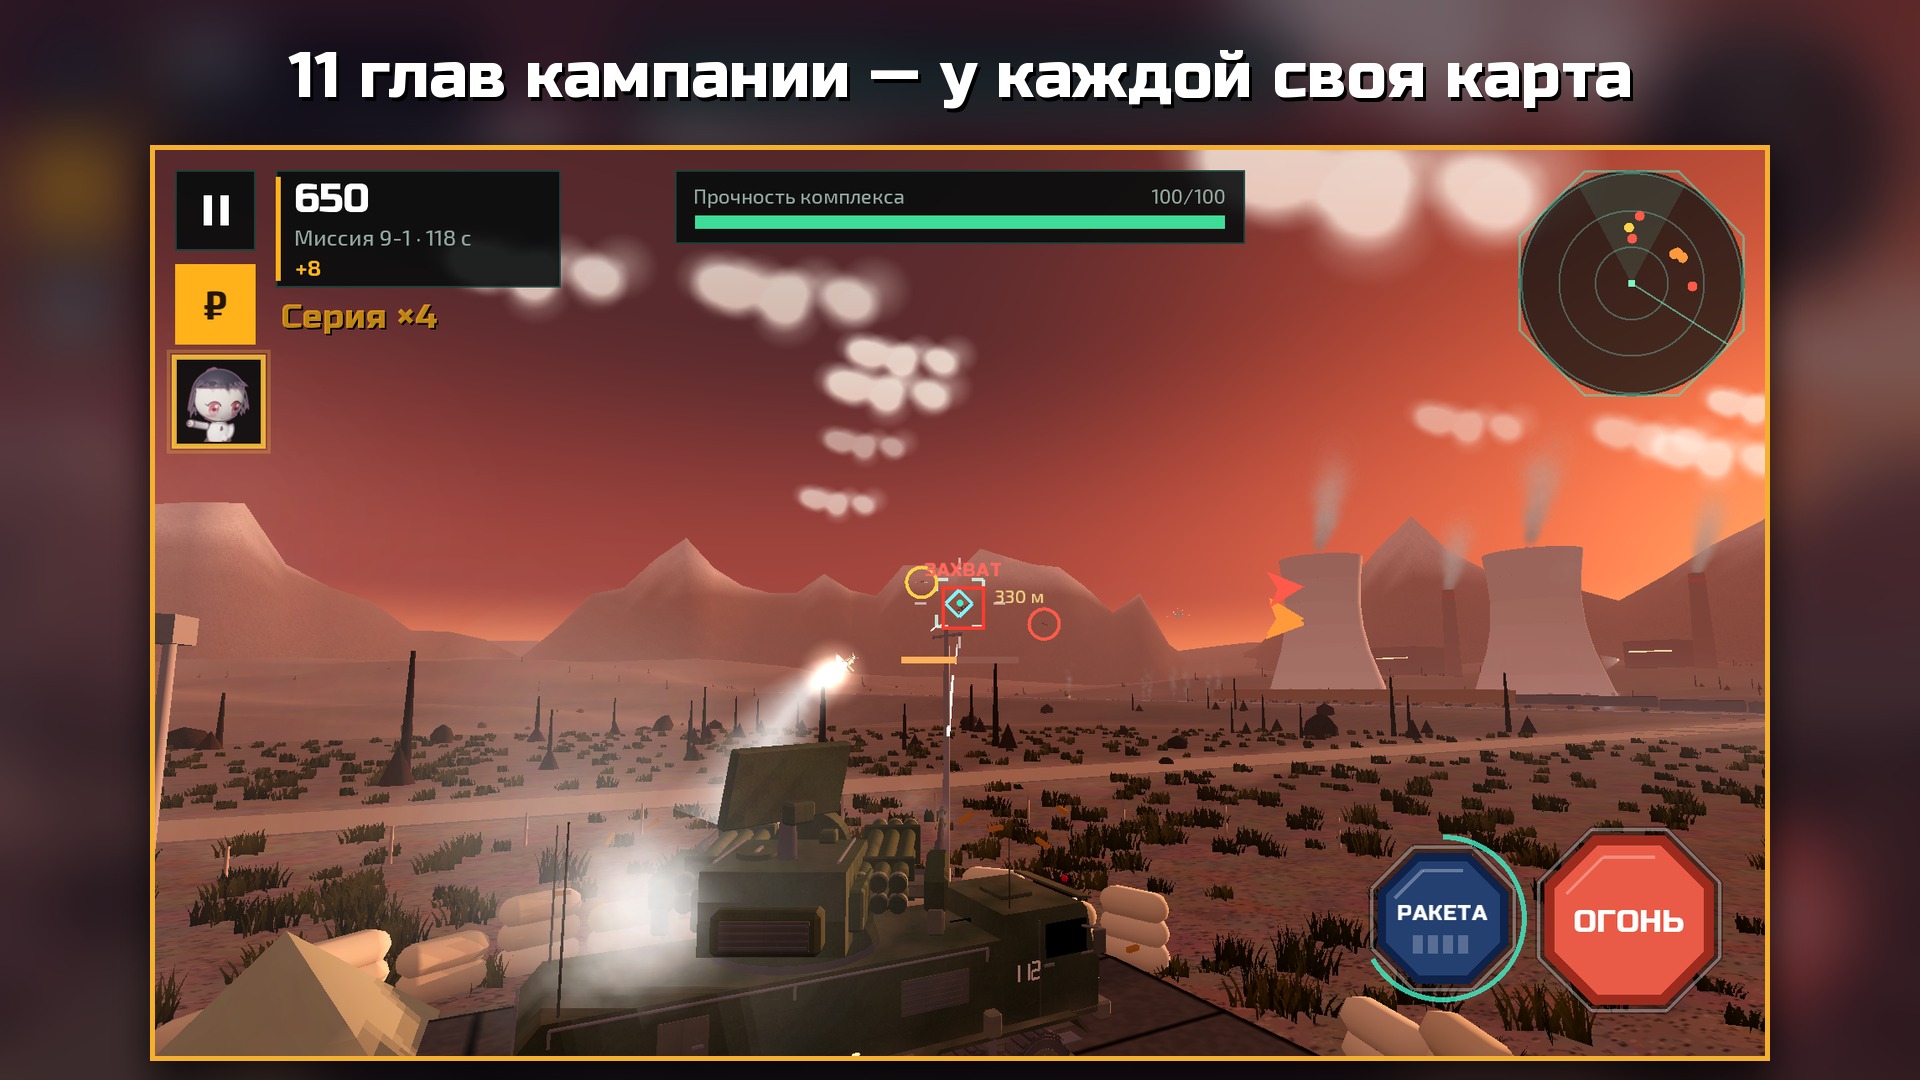 11 глав кампании — у каждой своя карта
650
Миссия 9-1 · 118 с
+8
Прочность комплекса 100/100
₽
Серия ×4
ЗАХВАТ
330 м
РАКЕТА
ОГОНЬ
112